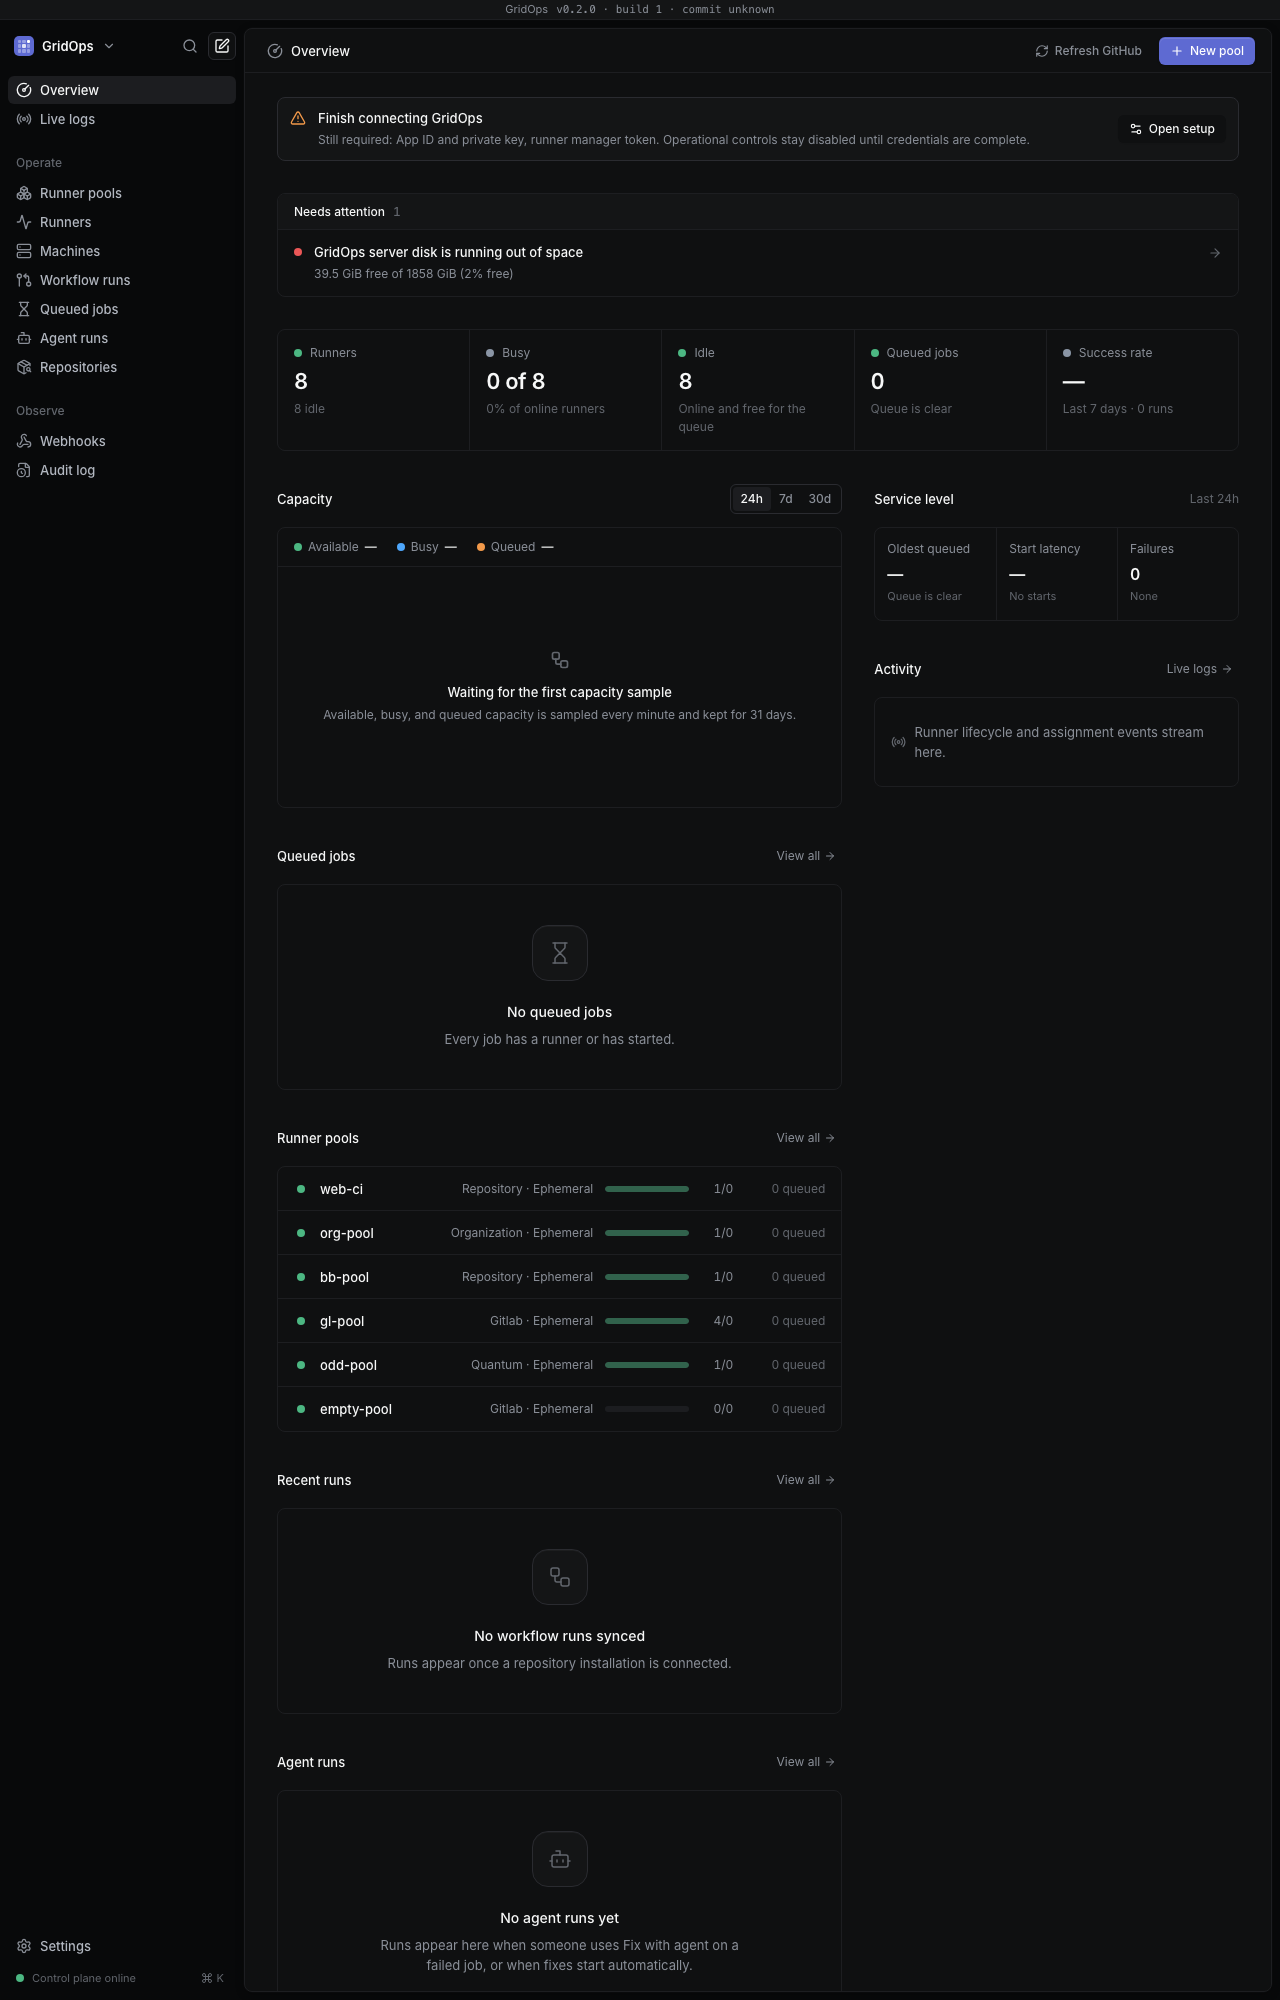 GridOps v0.2.0 · build 1 · commit unknown
GridOps
Overview
Live logs
Operate
Runner pools
Runners
Machines
Workflow runs
Queued jobs
Agent runs
Repositories
Observe
Webhooks
Audit log
Settings
Control plane online ⌘ K
Overview
Refresh GitHub
New pool
Finish connecting GridOps
Still required: App ID and private key, runner manager token. Operational controls stay disabled until credentials are complete.
Open setup
Needs attention 1
GridOps server disk is running out of space
39.5 GiB free of 1858 GiB (2% free)
Runners
8
8 idle
Busy
0 of 8
0% of online runners
Idle
8
Online and free for the
queue
Queued jobs
0
Queue is clear
Success rate
—
Last 7 days · 0 runs
Capacity
24h 7d 30d
Available — Busy — Queued —
Waiting for the first capacity sample
Available, busy, and queued capacity is sampled every minute and kept for 31 days.
Service level Last 24h
Oldest queued
—
Queue is clear
Start latency
—
No starts
Failures
0
None
Activity Live logs →
Runner lifecycle and assignment events stream
here.
Queued jobs View all →
No queued jobs
Every job has a runner or has started.
Runner pools View all →
web-ci Repository · Ephemeral 1/0 0 queued
org-pool Organization · Ephemeral 1/0 0 queued
bb-pool Repository · Ephemeral 1/0 0 queued
gl-pool Gitlab · Ephemeral 4/0 0 queued
odd-pool Quantum · Ephemeral 1/0 0 queued
empty-pool Gitlab · Ephemeral 0/0 0 queued
Recent runs View all →
No workflow runs synced
Runs appear once a repository installation is connected.
Agent runs View all →
No agent runs yet
Runs appear here when someone uses Fix with agent on a
failed job, or when fixes start automatically.